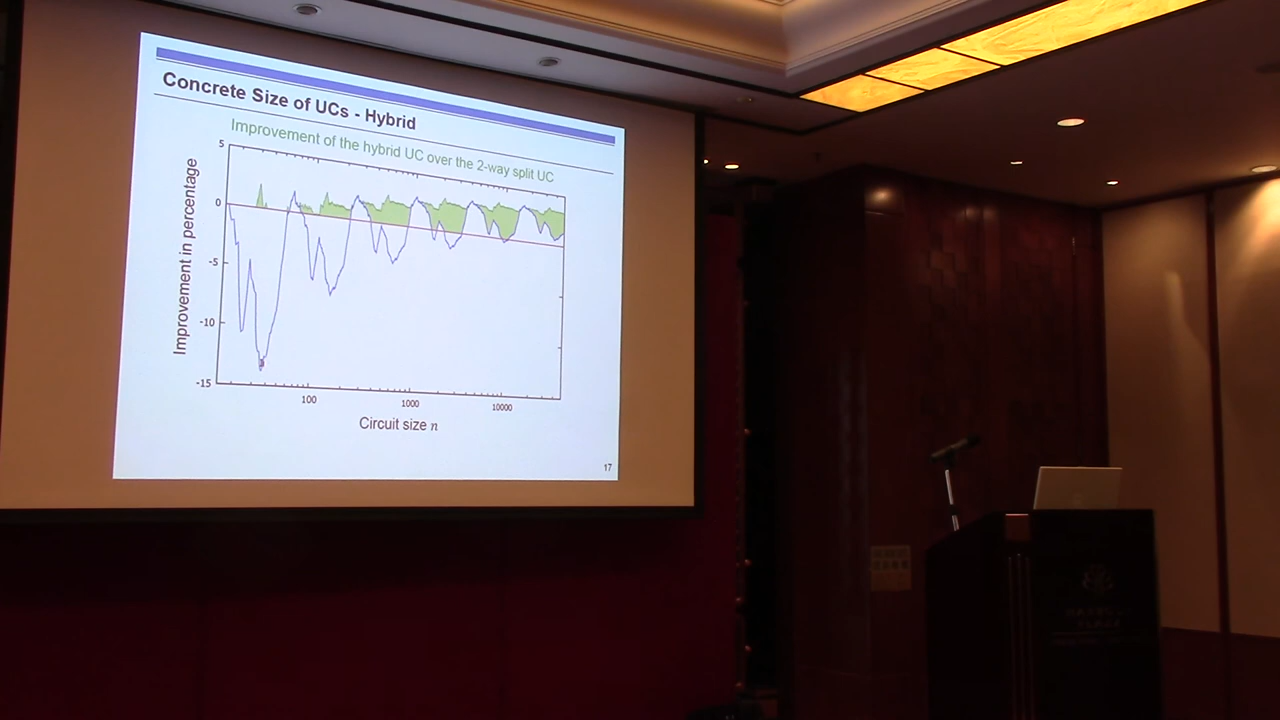 Concrete Size of UCs - Hybrid
Improvement of the hybrid UC over the 2-way split UC
Improvement in percentage
5
0
-5
-10
-15
100
1000
10000
Circuit size n
17